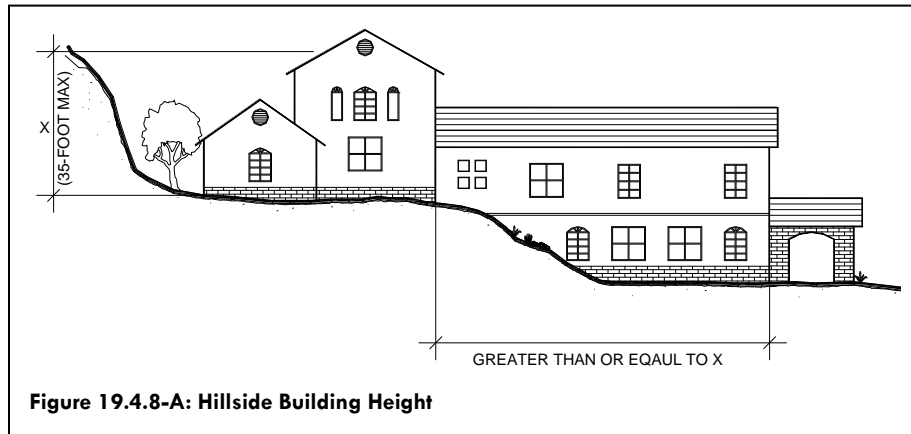 X
(35-FOOT MAX)
GREATER THAN OR EQAUL TO X
Figure 19.4.8-A: Hillside Building Height